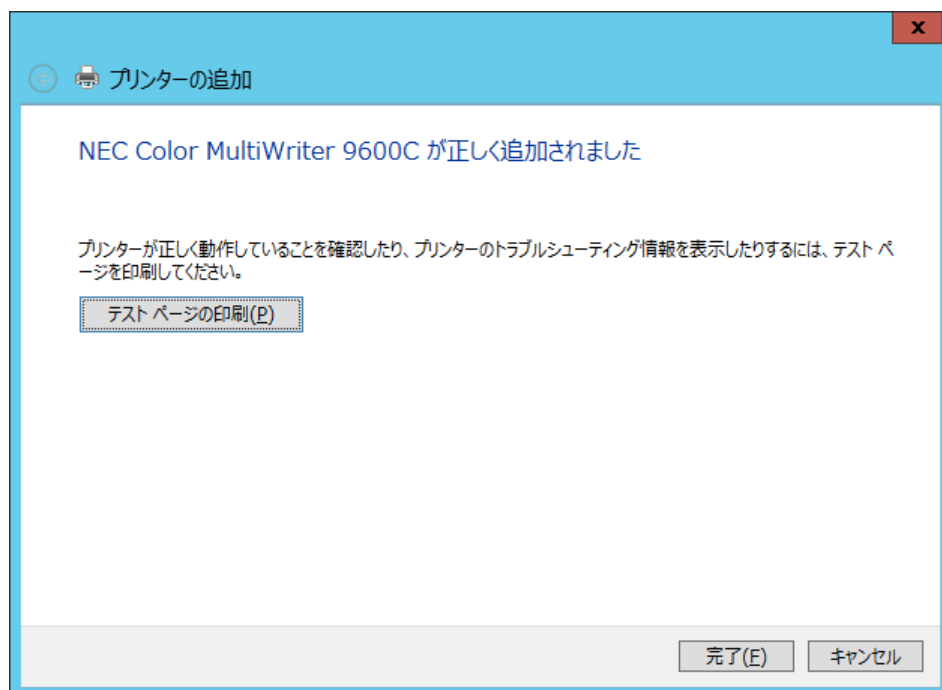 プリンターの追加
NEC Color MultiWriter 9600C が正しく追加されました
プリンターが正しく動作していることを確認したり、プリンターのトラブルシューティング情報を表示したりするには、テスト ペ
ージを印刷してください。
テスト ページの印刷(P)
完了(F) キャンセル